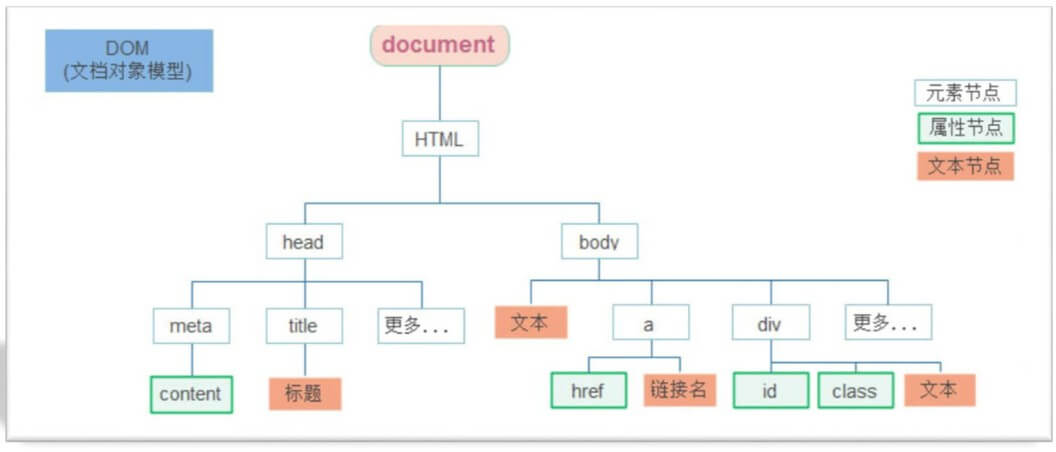 DOM
(文档对象模型)
document
元素节点
属性节点
文本节点
HTML
head
body
meta
title
更多...
文本
a
div
更多...
content
标题
href
链接名
id
class
文本